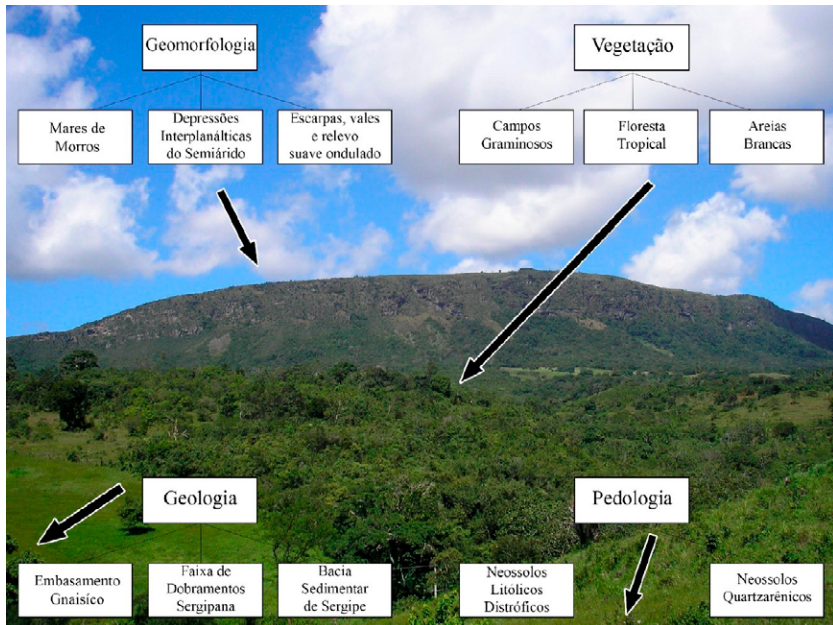 Geomorfologia
Vegetação
Mares de
Morros
Depressões
Interplanálticas
do Semiárido
Escarpas, vales
e relevo
suave ondulado
Campos
Graminosos
Floresta
Tropical
Areias
Brancas
Geologia
Pedologia
Embasamento
Gnaisíco
Faixa de
Dobramentos
Sergipana
Bacia
Sedimentar
de Sergipe
Neossolos
Litólicos
Distróficos
Neossolos
Quartzarênicos